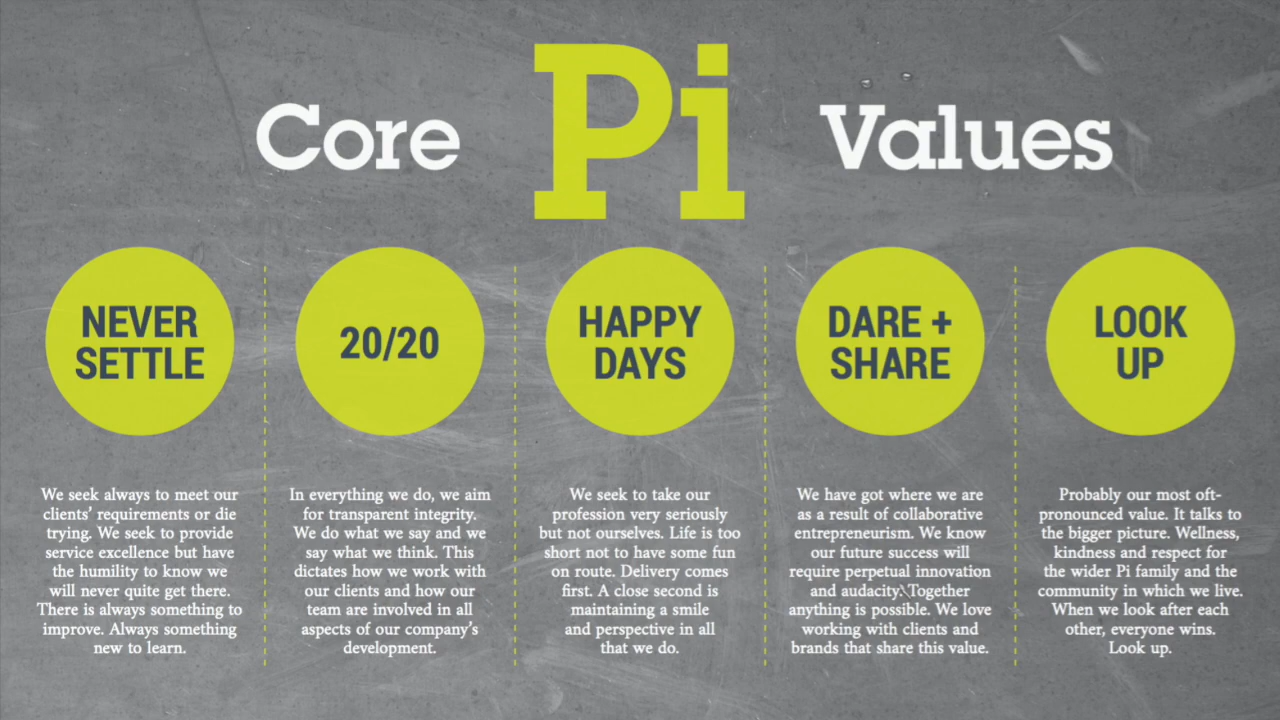 Core Pi Values
NEVER
SETTLE
We seek always to meet our
clients' requirements or die
trying. We seek to provide
service excellence but have
the humility to know we
will never quite get there.
There is always something to
improve. Always something
new to learn.
20/20
In everything we do, we aim
for transparent integrity.
We do what we say and we
say what we think. This
dictates how we work with
our clients and how our
team are involved in all
aspects of our company's
development.
HAPPY
DAYS
We seek to take our
profession very seriously
but not ourselves. Life is too
short not to have some fun
on route. Delivery comes
first. A close second is
maintaining a smile
and perspective in all
that we do.
DARE +
SHARE
We have got where we are
as a result of collaborative
entrepreneurism. We know
our future success will
require perpetual innovation
and audacity. Together
anything is possible. We love
working with clients and
brands that share this value.
LOOK
UP
Probably our most oft-
pronounced value. It talks to
the bigger picture. Wellness,
kindness and respect for
the wider Pi family and the
community in which we live.
When we look after each
other, everyone wins.
Look up.